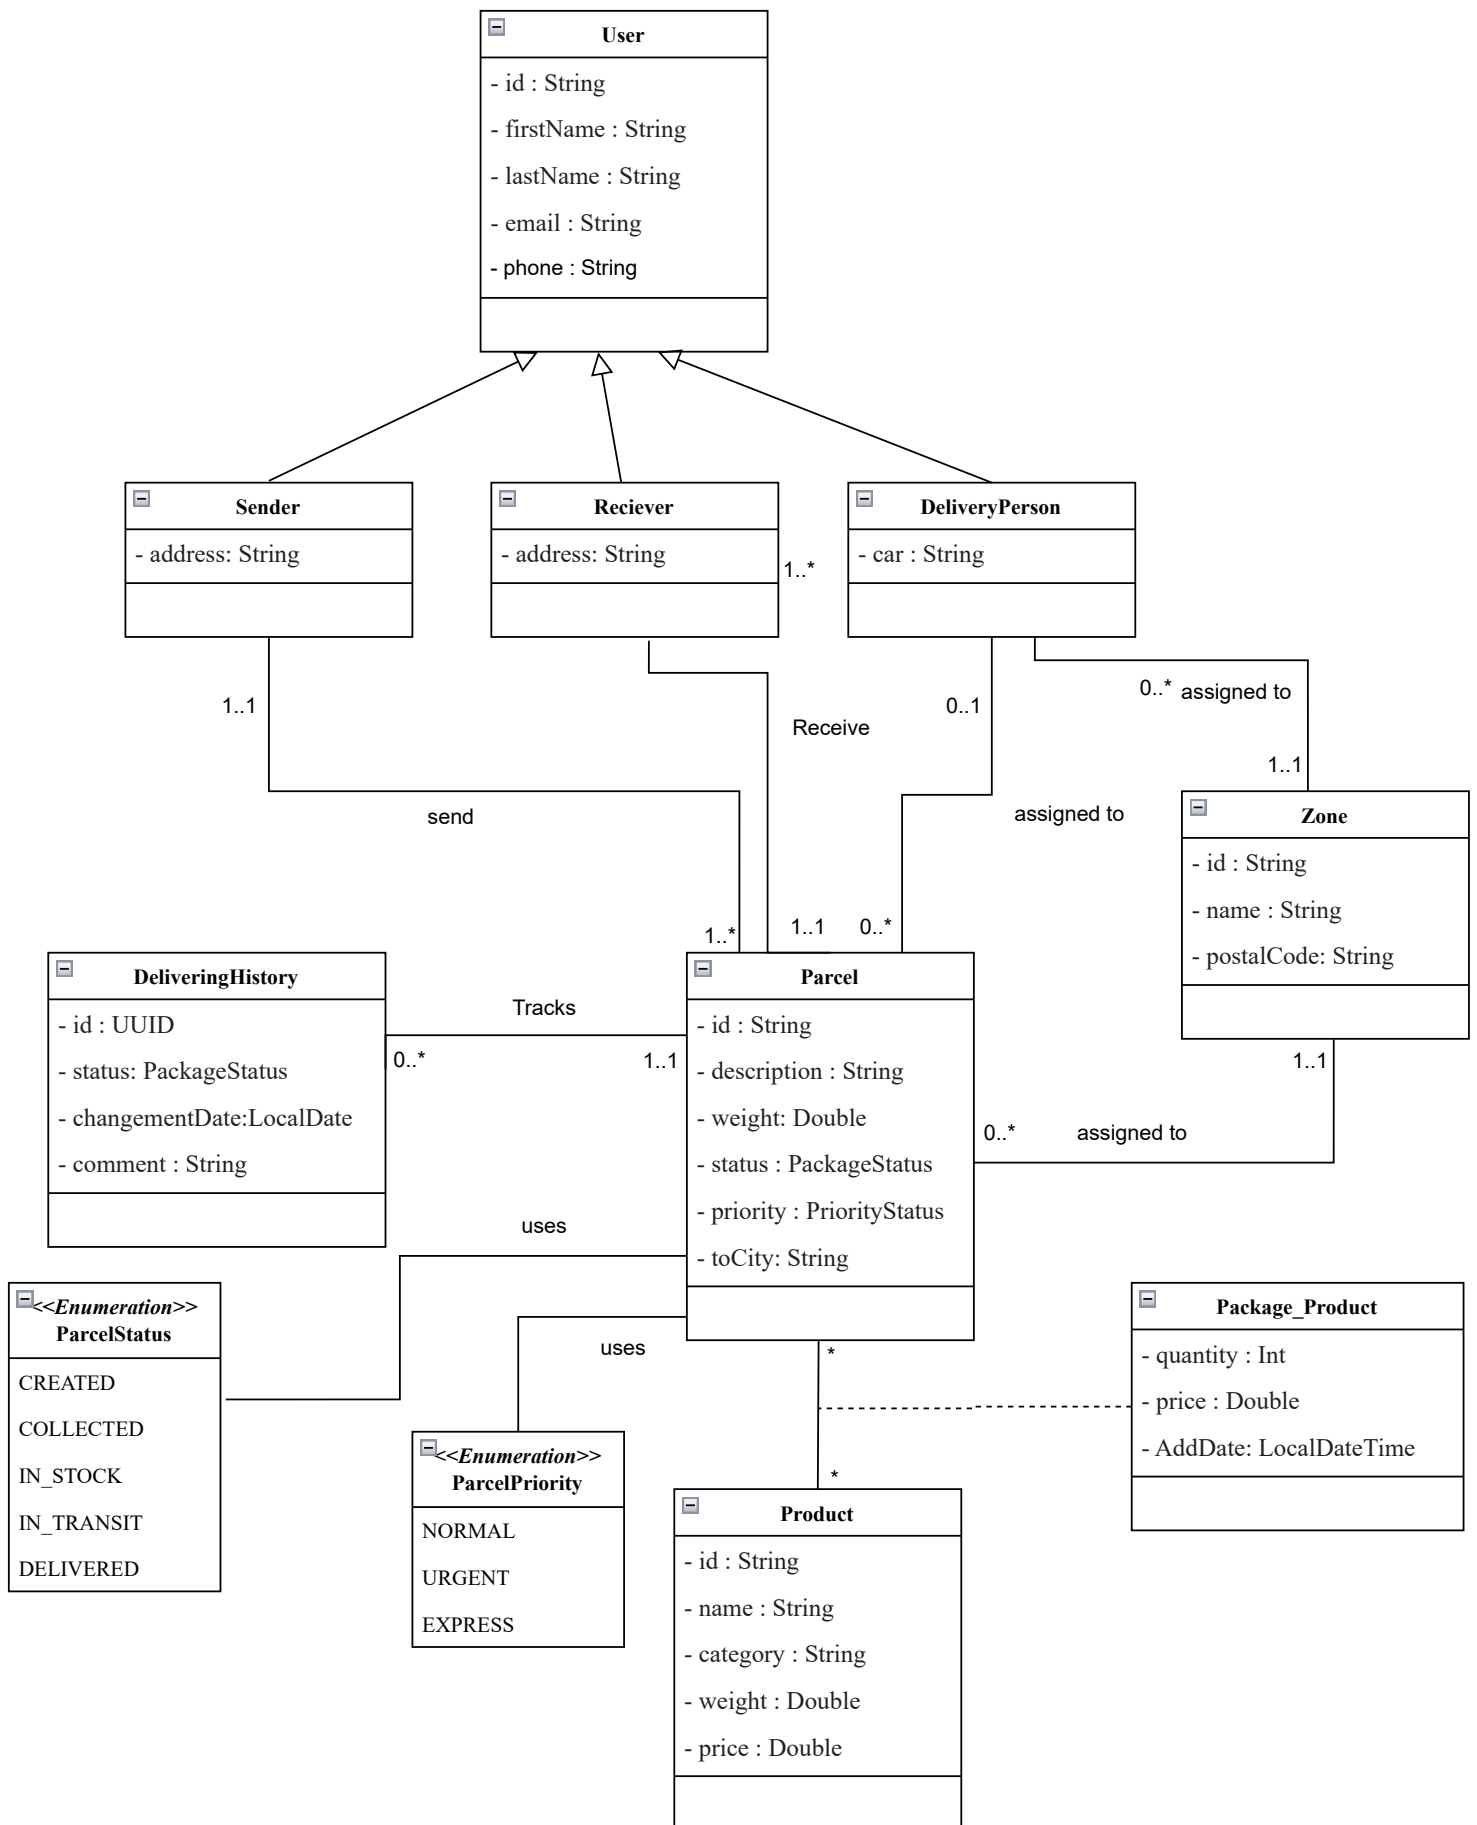 User
- id : String
- firstName : String
- lastName : String
- email : String
- phone : String
Sender
- address: String
Reciever
- address: String
1..*
DeliveryPerson
- car : String
1..1
Receive
0..1
0..* assigned to
1..1
send
assigned to
Zone
- id : String
- name : String
- postalCode: String
1..*
1..1
0..*
DeliveringHistory
- id : UUID
- status: PackageStatus
- changementDate:LocalDate
- comment : String
Tracks
0..*
1..1
Parcel
- id : String
- description : String
- weight: Double
- status : PackageStatus
- priority : PriorityStatus
- toCity: String
1..1
0..*
assigned to
uses
uses
<<Enumeration>>
ParcelStatus
CREATED
COLLECTED
IN_STOCK
IN_TRANSIT
DELIVERED
<<Enumeration>>
ParcelPriority
NORMAL
URGENT
EXPRESS
*
*
Package_Product
- quantity : Int
- price : Double
- AddDate: LocalDateTime
Product
- id : String
- name : String
- category : String
- weight : Double
- price : Double